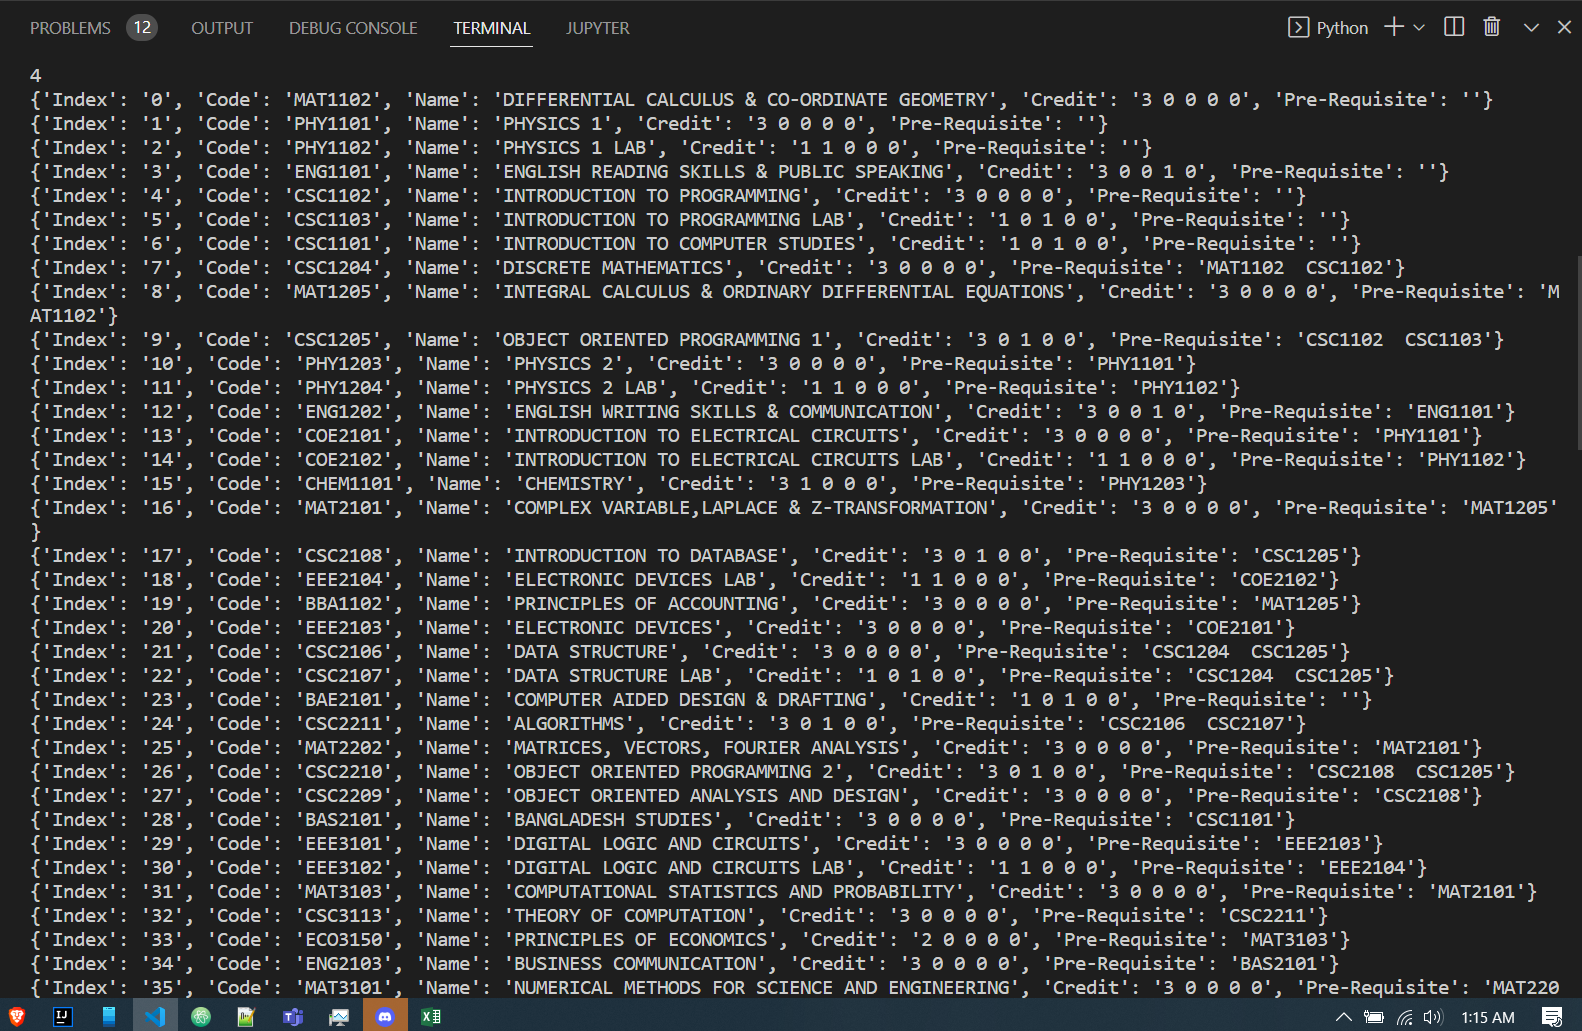 PROBLEMS 12 OUTPUT DEBUG CONSOLE TERMINAL JUPYTER Python
4
{'Index': '0', 'Code': 'MAT1102', 'Name': 'DIFFERENTIAL CALCULUS & CO-ORDINATE GEOMETRY', 'Credit': '3 0 0 0 0', 'Pre-Requisite': ''}
{'Index': '1', 'Code': 'PHY1101', 'Name': 'PHYSICS 1', 'Credit': '3 0 0 0 0', 'Pre-Requisite': ''}
{'Index': '2', 'Code': 'PHY1102', 'Name': 'PHYSICS 1 LAB', 'Credit': '1 1 0 0 0', 'Pre-Requisite': ''}
{'Index': '3', 'Code': 'ENG1101', 'Name': 'ENGLISH READING SKILLS & PUBLIC SPEAKING', 'Credit': '3 0 0 1 0', 'Pre-Requisite': ''}
{'Index': '4', 'Code': 'CSC1102', 'Name': 'INTRODUCTION TO PROGRAMMING', 'Credit': '3 0 0 0 0', 'Pre-Requisite': ''}
{'Index': '5', 'Code': 'CSC1103', 'Name': 'INTRODUCTION TO PROGRAMMING LAB', 'Credit': '1 0 1 0 0', 'Pre-Requisite': ''}
{'Index': '6', 'Code': 'CSC1101', 'Name': 'INTRODUCTION TO COMPUTER STUDIES', 'Credit': '1 0 1 0 0', 'Pre-Requisite': ''}
{'Index': '7', 'Code': 'CSC1204', 'Name': 'DISCRETE MATHEMATICS', 'Credit': '3 0 0 0 0', 'Pre-Requisite': 'MAT1102  CSC1102'}
{'Index': '8', 'Code': 'MAT1205', 'Name': 'INTEGRAL CALCULUS & ORDINARY DIFFERENTIAL EQUATIONS', 'Credit': '3 0 0 0 0', 'Pre-Requisite': 'M
AT1102'}
{'Index': '9', 'Code': 'CSC1205', 'Name': 'OBJECT ORIENTED PROGRAMMING 1', 'Credit': '3 0 1 0 0', 'Pre-Requisite': 'CSC1102  CSC1103'}
{'Index': '10', 'Code': 'PHY1203', 'Name': 'PHYSICS 2', 'Credit': '3 0 0 0 0', 'Pre-Requisite': 'PHY1101'}
{'Index': '11', 'Code': 'PHY1204', 'Name': 'PHYSICS 2 LAB', 'Credit': '1 1 0 0 0', 'Pre-Requisite': 'PHY1102'}
{'Index': '12', 'Code': 'ENG1202', 'Name': 'ENGLISH WRITING SKILLS & COMMUNICATION', 'Credit': '3 0 0 1 0', 'Pre-Requisite': 'ENG1101'}
{'Index': '13', 'Code': 'COE2101', 'Name': 'INTRODUCTION TO ELECTRICAL CIRCUITS', 'Credit': '3 0 0 0 0', 'Pre-Requisite': 'PHY1101'}
{'Index': '14', 'Code': 'COE2102', 'Name': 'INTRODUCTION TO ELECTRICAL CIRCUITS LAB', 'Credit': '1 1 0 0 0', 'Pre-Requisite': 'PHY1102'}
{'Index': '15', 'Code': 'CHEM1101', 'Name': 'CHEMISTRY', 'Credit': '3 1 0 0 0', 'Pre-Requisite': 'PHY1203'}
{'Index': '16', 'Code': 'MAT2101', 'Name': 'COMPLEX VARIABLE,LAPLACE & Z-TRANSFORMATION', 'Credit': '3 0 0 0 0', 'Pre-Requisite': 'MAT1205'
}
{'Index': '17', 'Code': 'CSC2108', 'Name': 'INTRODUCTION TO DATABASE', 'Credit': '3 0 1 0 0', 'Pre-Requisite': 'CSC1205'}
{'Index': '18', 'Code': 'EEE2104', 'Name': 'ELECTRONIC DEVICES LAB', 'Credit': '1 1 0 0 0', 'Pre-Requisite': 'COE2102'}
{'Index': '19', 'Code': 'BBA1102', 'Name': 'PRINCIPLES OF ACCOUNTING', 'Credit': '3 0 0 0 0', 'Pre-Requisite': 'MAT1205'}
{'Index': '20', 'Code': 'EEE2103', 'Name': 'ELECTRONIC DEVICES', 'Credit': '3 0 0 0 0', 'Pre-Requisite': 'COE2101'}
{'Index': '21', 'Code': 'CSC2106', 'Name': 'DATA STRUCTURE', 'Credit': '3 0 0 0 0', 'Pre-Requisite': 'CSC1204  CSC1205'}
{'Index': '22', 'Code': 'CSC2107', 'Name': 'DATA STRUCTURE LAB', 'Credit': '1 0 1 0 0', 'Pre-Requisite': 'CSC1204  CSC1205'}
{'Index': '23', 'Code': 'BAE2101', 'Name': 'COMPUTER AIDED DESIGN & DRAFTING', 'Credit': '1 0 1 0 0', 'Pre-Requisite': ''}
{'Index': '24', 'Code': 'CSC2211', 'Name': 'ALGORITHMS', 'Credit': '3 0 1 0 0', 'Pre-Requisite': 'CSC2106  CSC2107'}
{'Index': '25', 'Code': 'MAT2202', 'Name': 'MATRICES, VECTORS, FOURIER ANALYSIS', 'Credit': '3 0 0 0 0', 'Pre-Requisite': 'MAT2101'}
{'Index': '26', 'Code': 'CSC2210', 'Name': 'OBJECT ORIENTED PROGRAMMING 2', 'Credit': '3 0 1 0 0', 'Pre-Requisite': 'CSC2108  CSC1205'}
{'Index': '27', 'Code': 'CSC2209', 'Name': 'OBJECT ORIENTED ANALYSIS AND DESIGN', 'Credit': '3 0 0 0 0', 'Pre-Requisite': 'CSC2108'}
{'Index': '28', 'Code': 'BAS2101', 'Name': 'BANGLADESH STUDIES', 'Credit': '3 0 0 0 0', 'Pre-Requisite': 'CSC1101'}
{'Index': '29', 'Code': 'EEE3101', 'Name': 'DIGITAL LOGIC AND CIRCUITS', 'Credit': '3 0 0 0 0', 'Pre-Requisite': 'EEE2103'}
{'Index': '30', 'Code': 'EEE3102', 'Name': 'DIGITAL LOGIC AND CIRCUITS LAB', 'Credit': '1 1 0 0 0', 'Pre-Requisite': 'EEE2104'}
{'Index': '31', 'Code': 'MAT3103', 'Name': 'COMPUTATIONAL STATISTICS AND PROBABILITY', 'Credit': '3 0 0 0 0', 'Pre-Requisite': 'MAT2101'}
{'Index': '32', 'Code': 'CSC3113', 'Name': 'THEORY OF COMPUTATION', 'Credit': '3 0 0 0 0', 'Pre-Requisite': 'CSC2211'}
{'Index': '33', 'Code': 'ECO3150', 'Name': 'PRINCIPLES OF ECONOMICS', 'Credit': '2 0 0 0 0', 'Pre-Requisite': 'MAT3103'}
{'Index': '34', 'Code': 'ENG2103', 'Name': 'BUSINESS COMMUNICATION', 'Credit': '3 0 0 0 0', 'Pre-Requisite': 'BAS2101'}
{'Index': '35', 'Code': 'MAT3101', 'Name': 'NUMERICAL METHODS FOR SCIENCE AND ENGINEERING', 'Credit': '3 0 0 0 0', 'Pre-Requisite': 'MAT220
IJ 1:15 AM